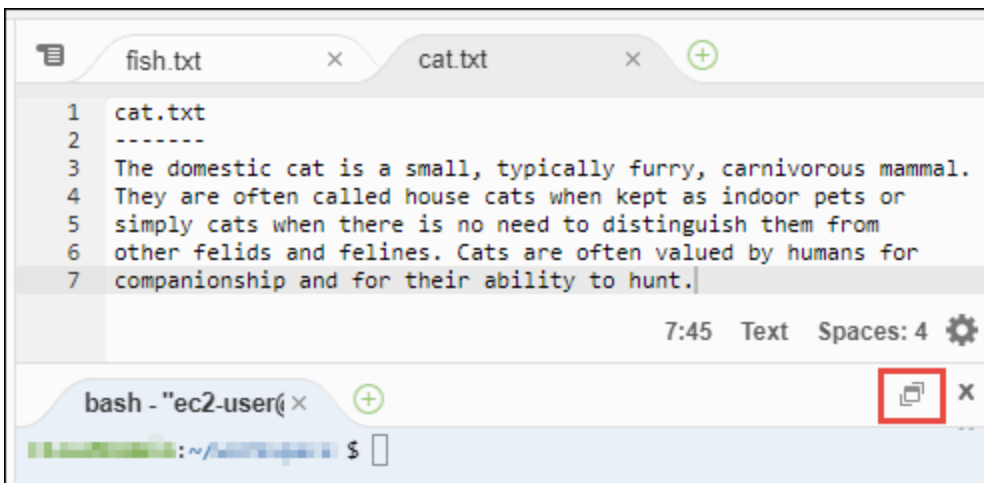 fish.txt × cat.txt ×
1 cat.txt
2 -------
3 The domestic cat is a small, typically furry, carnivorous mammal.
4 They are often called house cats when kept as indoor pets or
5 simply cats when there is no need to distinguish them from
6 other felids and felines. Cats are often valued by humans for
7 companionship and for their ability to hunt.
7:45 Text Spaces: 4
bash - "ec2-user@ ×
:~/ $